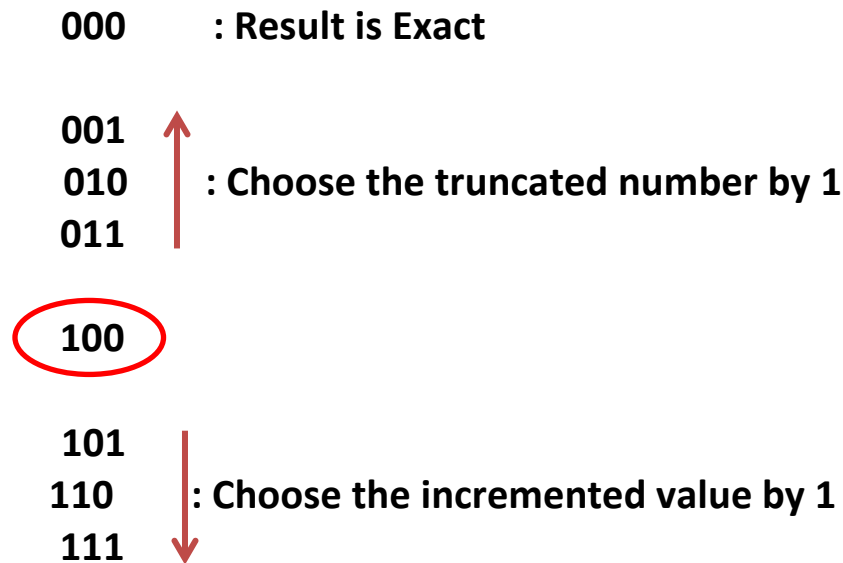 000 : Result is Exact
001
010 : Choose the truncated number by 1
011
100
101
110 : Choose the incremented value by 1
111